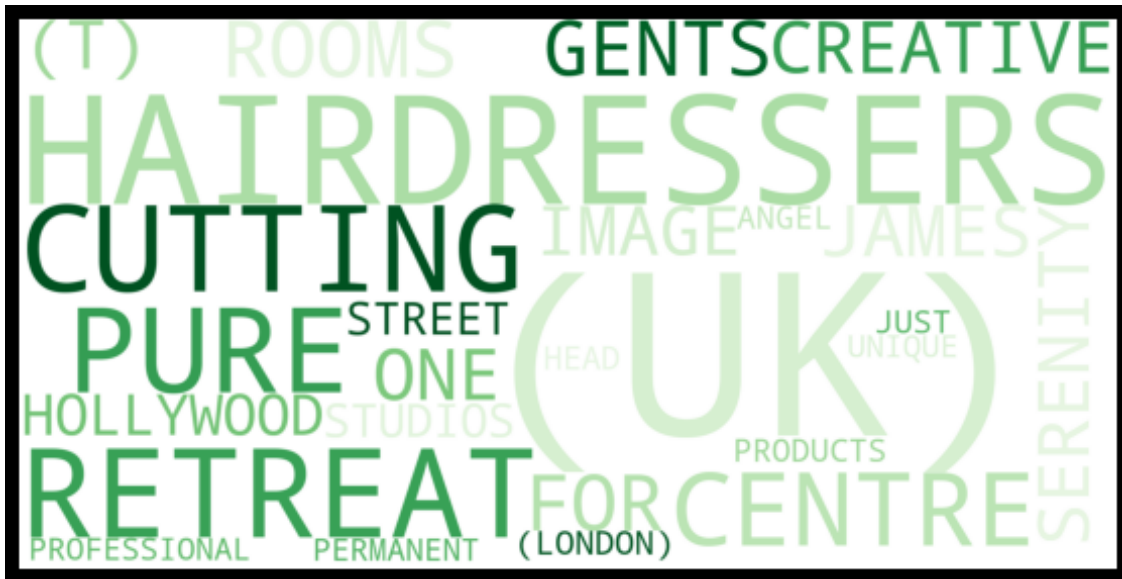 (T) ROOMS GENTS CREATIVE
HAIRDRESSERS
CUTTING IMAGE ANGEL JAMES
SERENITY
(UK)
PURE STREET JUST
ONE HEAD UNIQUE
HOLLYWOOD STUDIOS
PRODUCTS
RETREAT FOR CENTRE
PROFESSIONAL PERMANENT (LONDON)